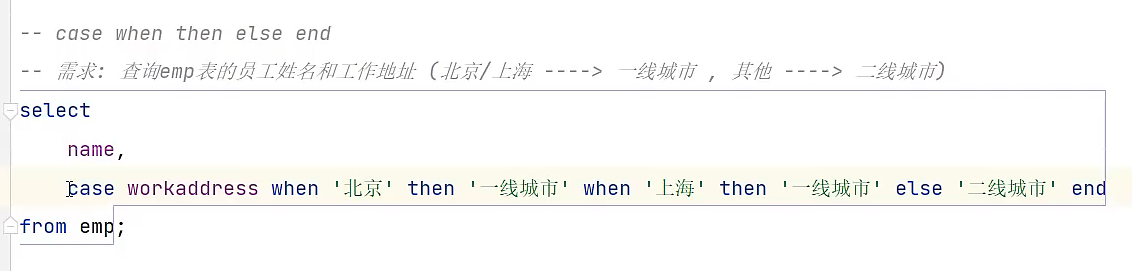 -- case when then else end
-- 需求: 查询emp表的员工姓名和工作地址 (北京/上海 ----> 一线城市 , 其他 ----> 二线城市)
select
name,
case workaddress when '北京' then '一线城市' when '上海' then '一线城市' else '二线城市' end
from emp;